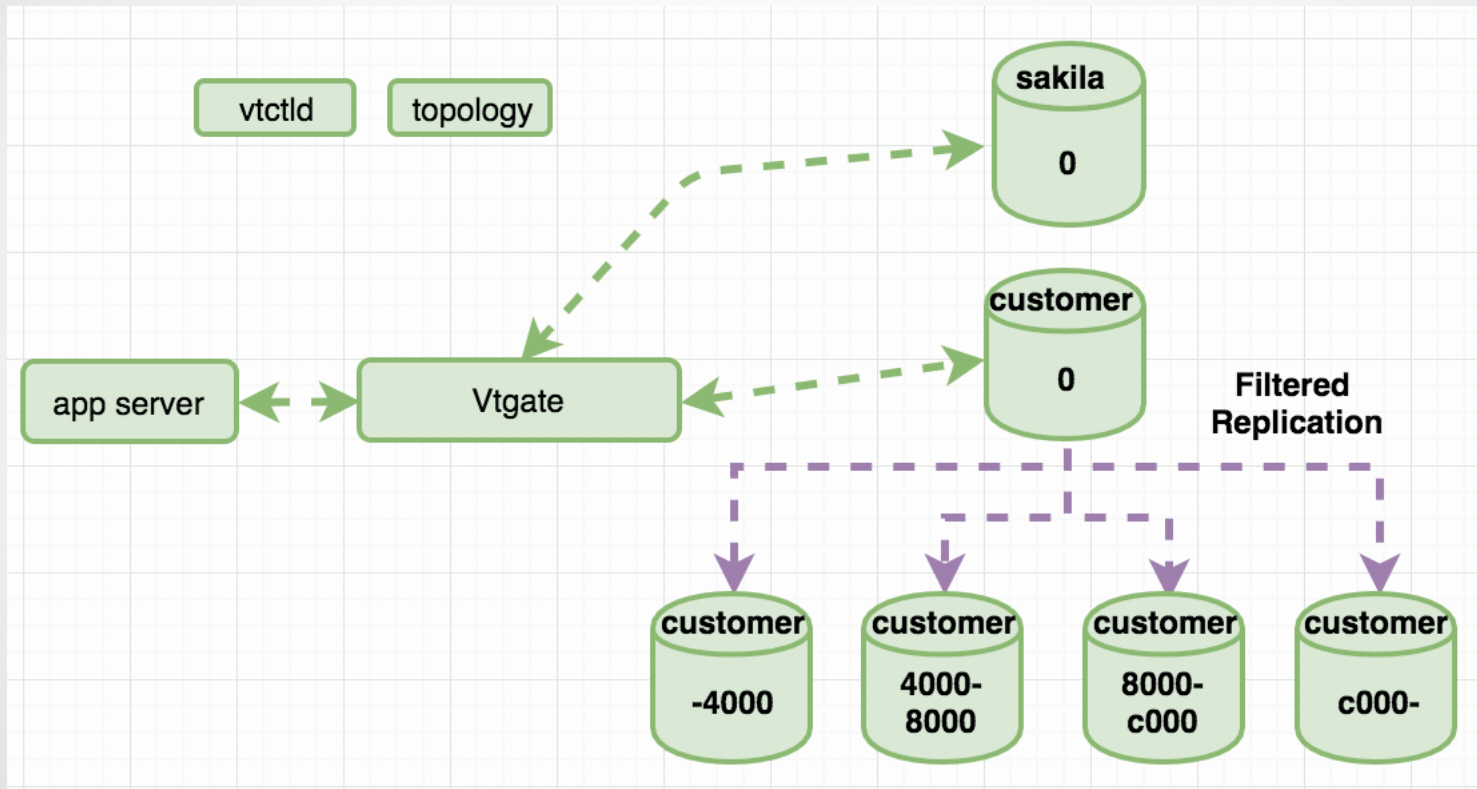 vtctld
topology
sakila
0
customer
0
app server
Vtgate
Filtered
Replication
customer
-4000
customer
4000-
8000
customer
8000-
c000
customer
c000-